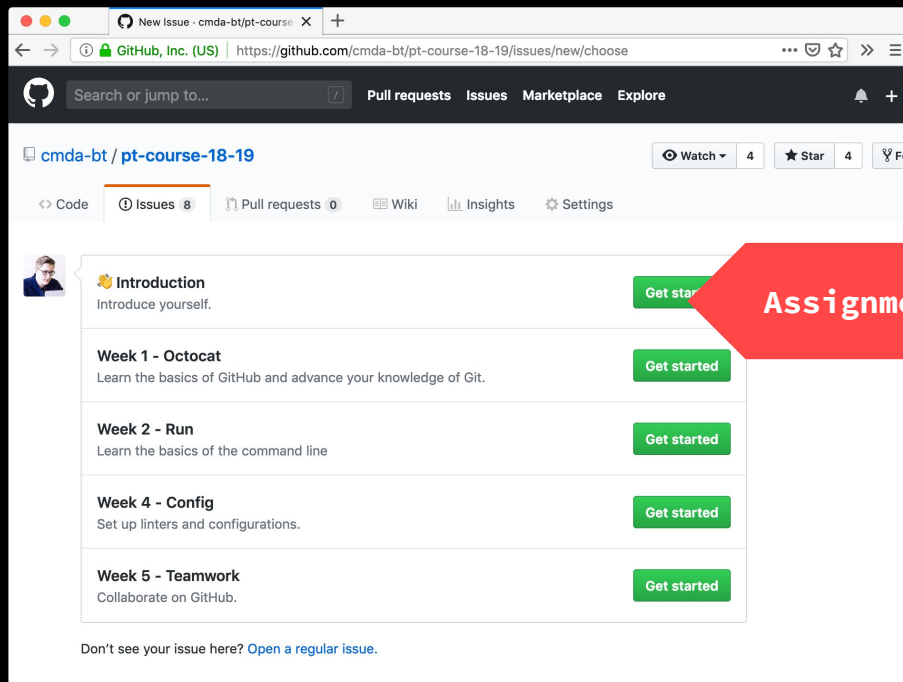 New Issue · cmda-bt/pt-course
GitHub, Inc. (US) https://github.com/cmda-bt/pt-course-18-19/issues/new/choose
Search or jump to... / Pull requests Issues Marketplace Explore
cmda-bt / pt-course-18-19 Watch 4 Star 4
Code Issues 8 Pull requests 0 Wiki Insights Settings
👋 Introduction
Introduce yourself.
Get star
Assignm
Week 1 - Octocat
Learn the basics of GitHub and advance your knowledge of Git.
Get started
Week 2 - Run
Learn the basics of the command line
Get started
Week 4 - Config
Set up linters and configurations.
Get started
Week 5 - Teamwork
Collaborate on GitHub.
Get started
Don’t see your issue here? Open a regular issue.